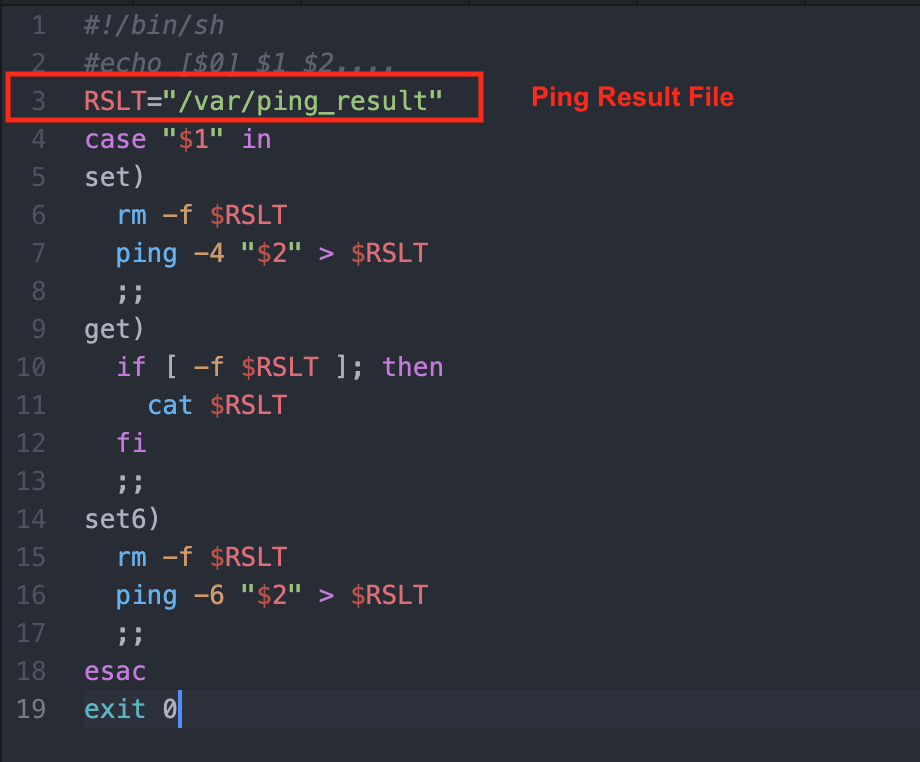 1 #!/bin/sh
2 #echo [$0] $1 $2....
3 RSLT="/var/ping_result"
Ping Result File
4 case "$1" in
5 set)
6 rm -f $RSLT
7 ping -4 "$2" > $RSLT
8 ;;
9 get)
10 if [ -f $RSLT ]; then
11 cat $RSLT
12 fi
13 ;;
14 set6)
15 rm -f $RSLT
16 ping -6 "$2" > $RSLT
17 ;;
18 esac
19 exit 0